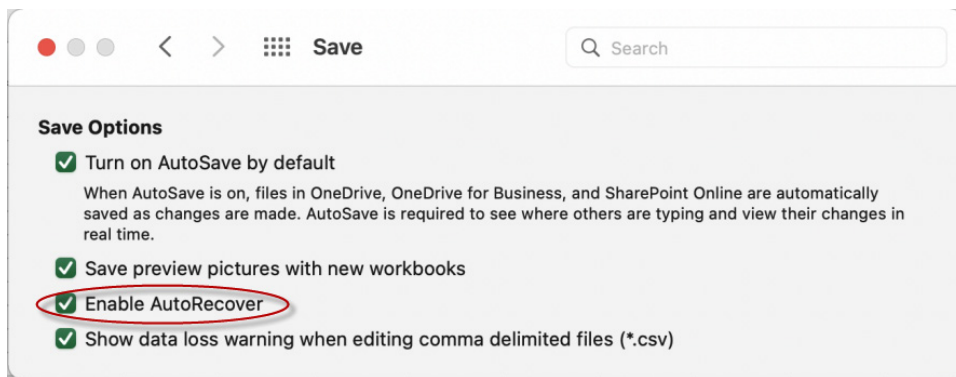 Save
Search
Save Options
Turn on AutoSave by default
When AutoSave is on, files in OneDrive, OneDrive for Business, and SharePoint Online are automatically
saved as changes are made. AutoSave is required to see where others are typing and view their changes in
real time.
Save preview pictures with new workbooks
Enable AutoRecover
Show data loss warning when editing comma delimited files (*.csv)